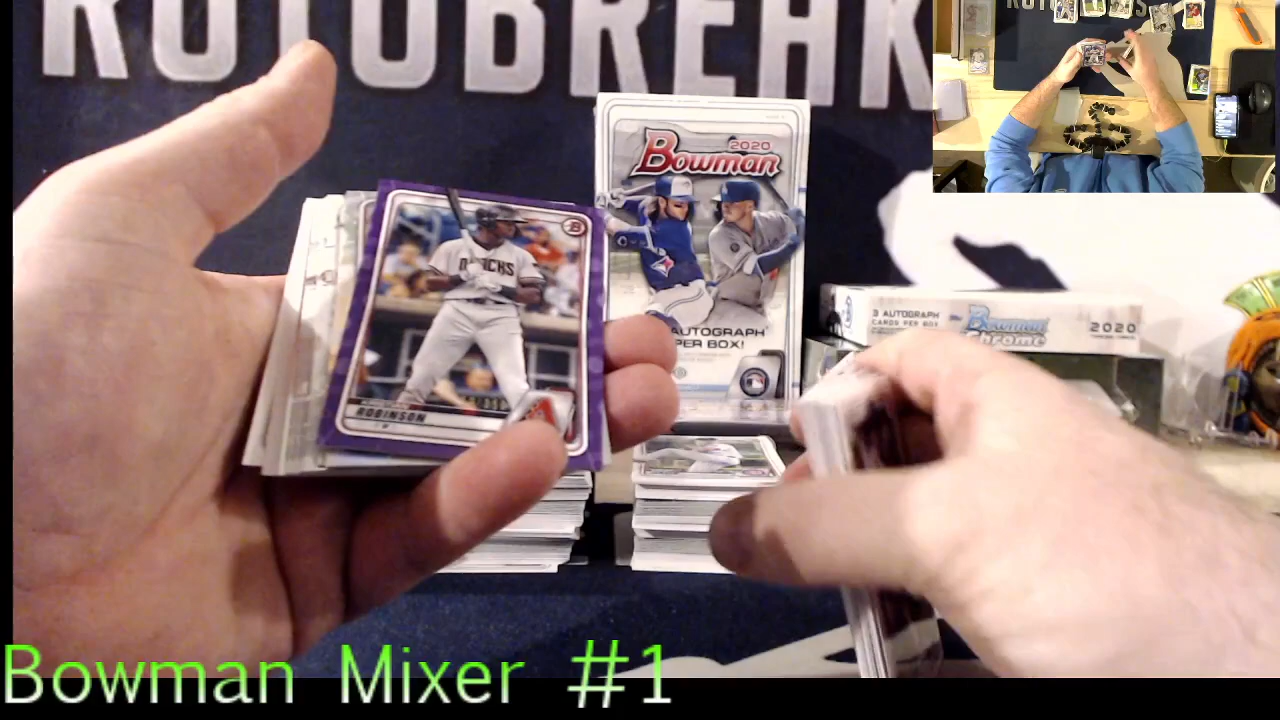 ROTOBREAK
2020
Bowman
AUTOGRAPH
PER BOX!
3 AUTOGRAPH
CARDS PER BOX
Bowman
Chrome
2020
B
ROBINSON
Bowman Mixer #1